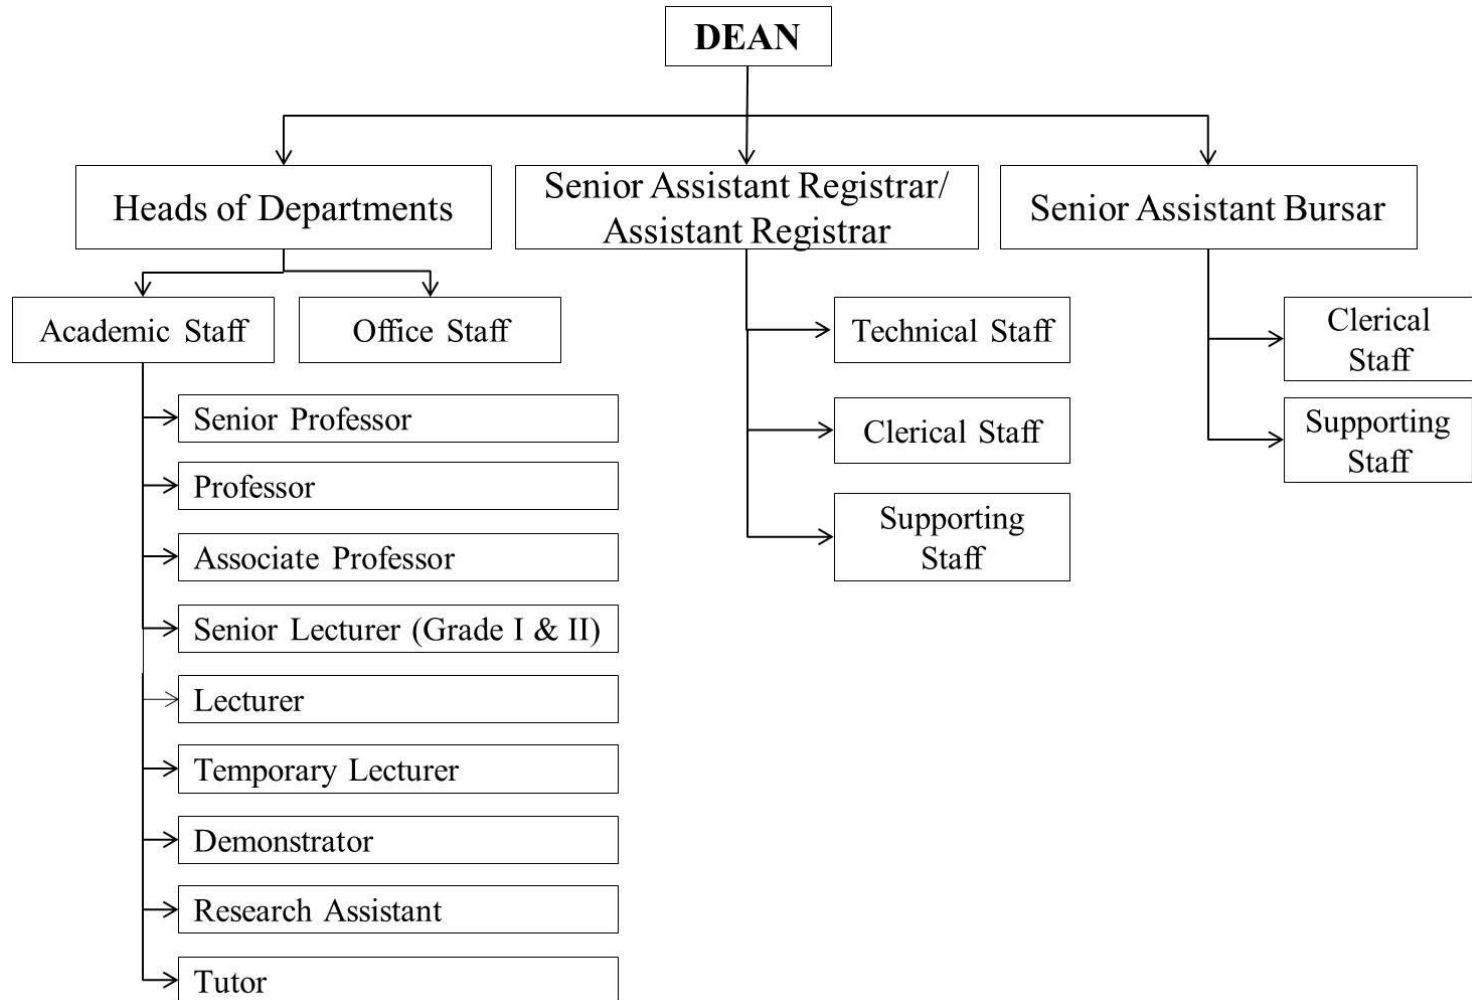 DEAN
Heads of Departments
Senior Assistant Registrar/
Assistant Registrar
Senior Assistant Bursar
Academic Staff
Office Staff
Technical Staff
Clerical
Staff
Senior Professor
Clerical Staff
Supporting
Staff
Professor
Supporting
Staff
Associate Professor
Senior Lecturer (Grade I & II)
Lecturer
Temporary Lecturer
Demonstrator
Research Assistant
Tutor